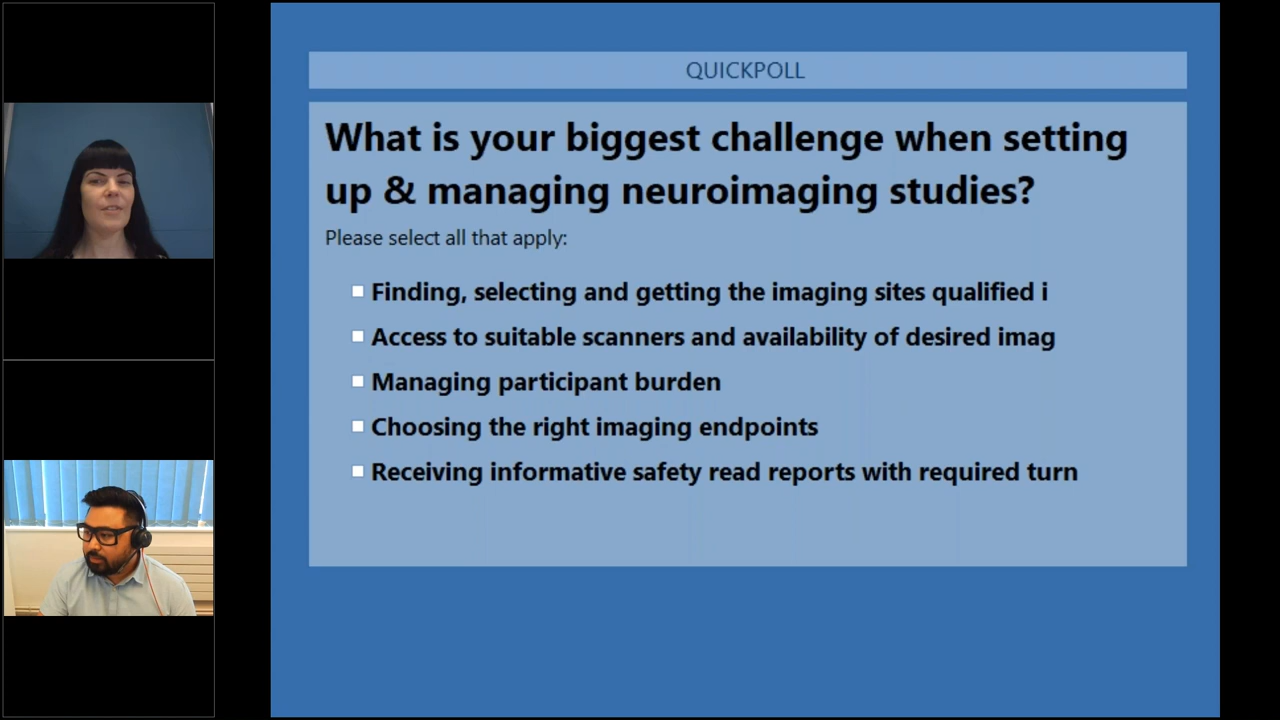 QUICKPOLL
What is your biggest challenge when setting
up & managing neuroimaging studies?
Please select all that apply:
Finding, selecting and getting the imaging sites qualified i
Access to suitable scanners and availability of desired imag
Managing participant burden
Choosing the right imaging endpoints
Receiving informative safety read reports with required turn